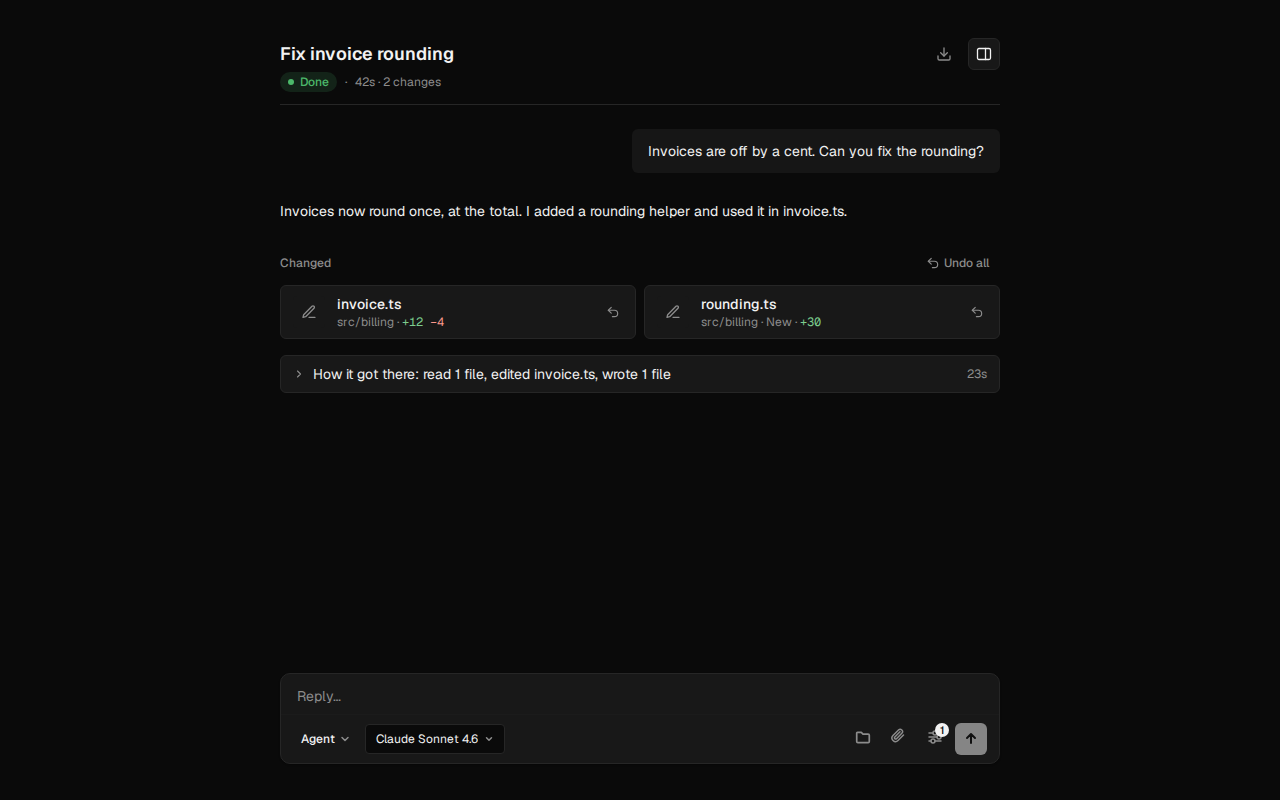 Fix invoice rounding
Done · 42s · 2 changes
Invoices are off by a cent. Can you fix the rounding?
Invoices now round once, at the total. I added a rounding helper and used it in invoice.ts.
Changed
Undo all
invoice.ts
src/billing · +12 −4
rounding.ts
src/billing · New · +30
How it got there: read 1 file, edited invoice.ts, wrote 1 file
23s
Reply…
Agent
Claude Sonnet 4.6
1